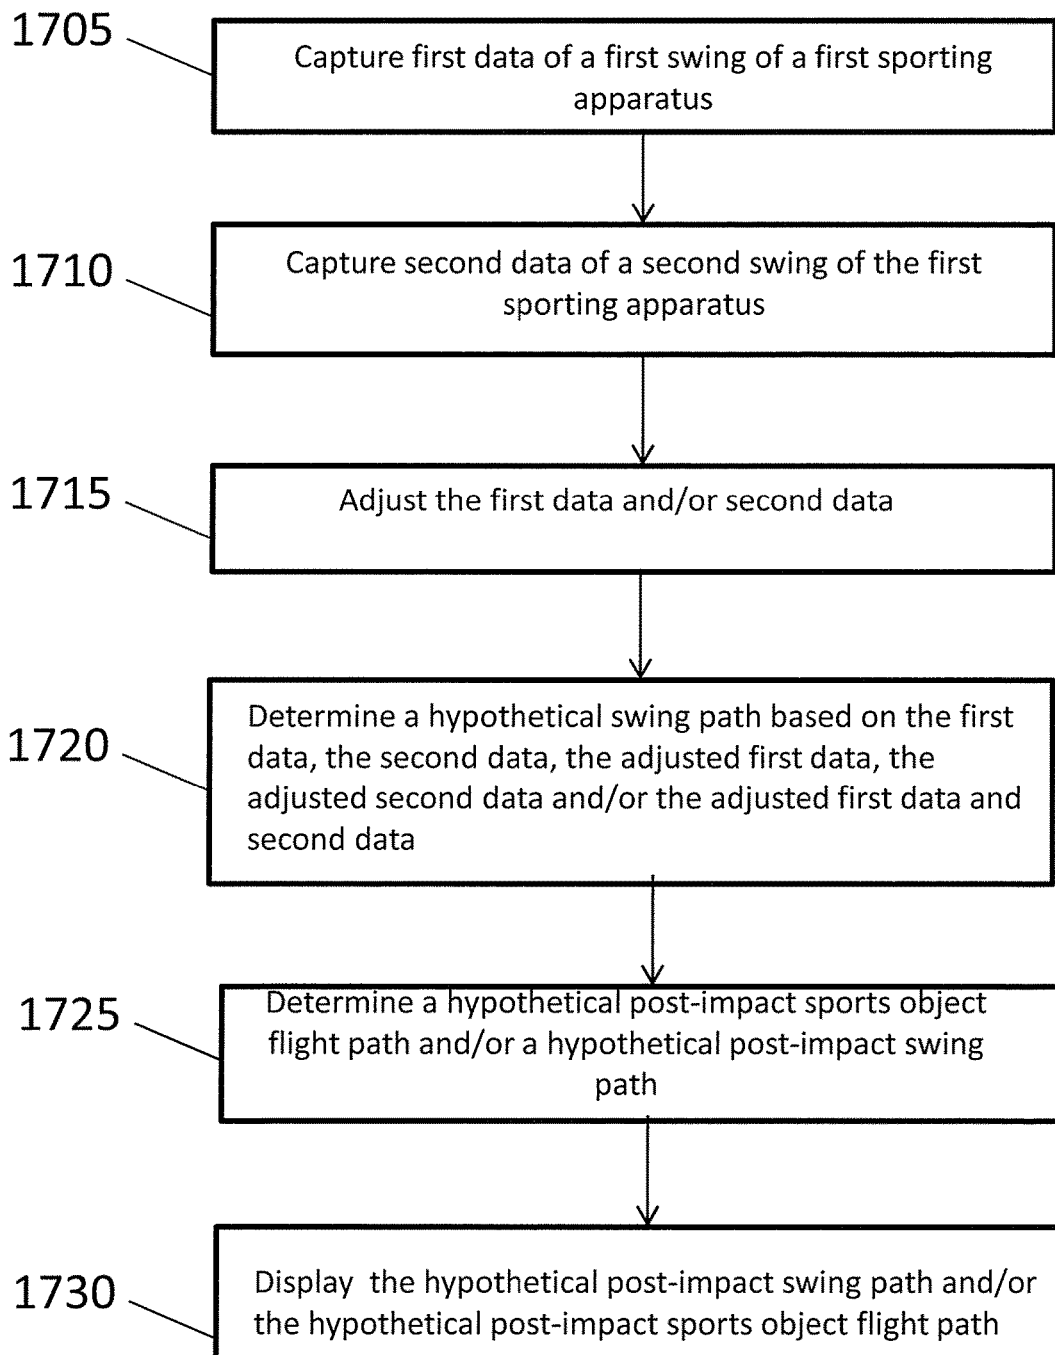 1705
Capture first data of a first swing of a first sporting
apparatus
1710
Capture second data of a second swing of the first
sporting apparatus
1715
Adjust the first data and/or second data
1720
Determine a hypothetical swing path based on the first
data, the second data, the adjusted first data, the
adjusted second data and/or the adjusted first data and
second data
1725
Determine a hypothetical post-impact sports object
flight path and/or a hypothetical post-impact swing
path
1730
Display the hypothetical post-impact swing path and/or
the hypothetical post-impact sports object flight path